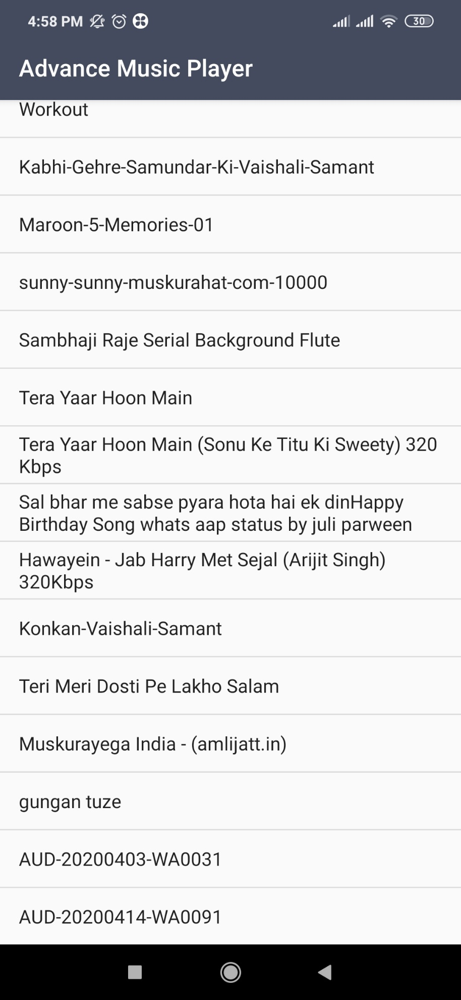 4:58 PM
30
Advance Music Player
Workout
Kabhi-Gehre-Samundar-Ki-Vaishali-Samant
Maroon-5-Memories-01
sunny-sunny-muskurahat-com-10000
Sambhaji Raje Serial Background Flute
Tera Yaar Hoon Main
Tera Yaar Hoon Main (Sonu Ke Titu Ki Sweety) 320
Kbps
Sal bhar me sabse pyara hota hai ek dinHappy
Birthday Song whats aap status by juli parween
Hawayein - Jab Harry Met Sejal (Arijit Singh)
320Kbps
Konkan-Vaishali-Samant
Teri Meri Dosti Pe Lakho Salam
Muskurayega India - (amlijatt.in)
gungan tuze
AUD-20200403-WA0031
AUD-20200414-WA0091